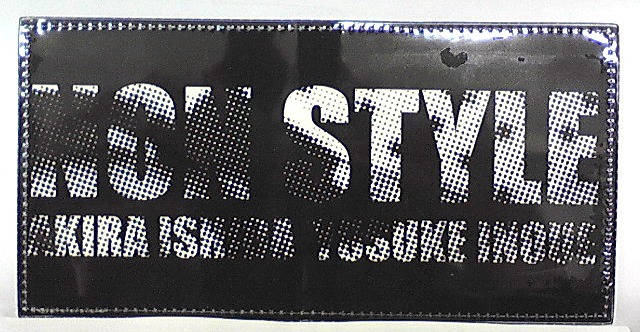 NON STYLE
AKIRA ISHIDA YUSUKE INOUE